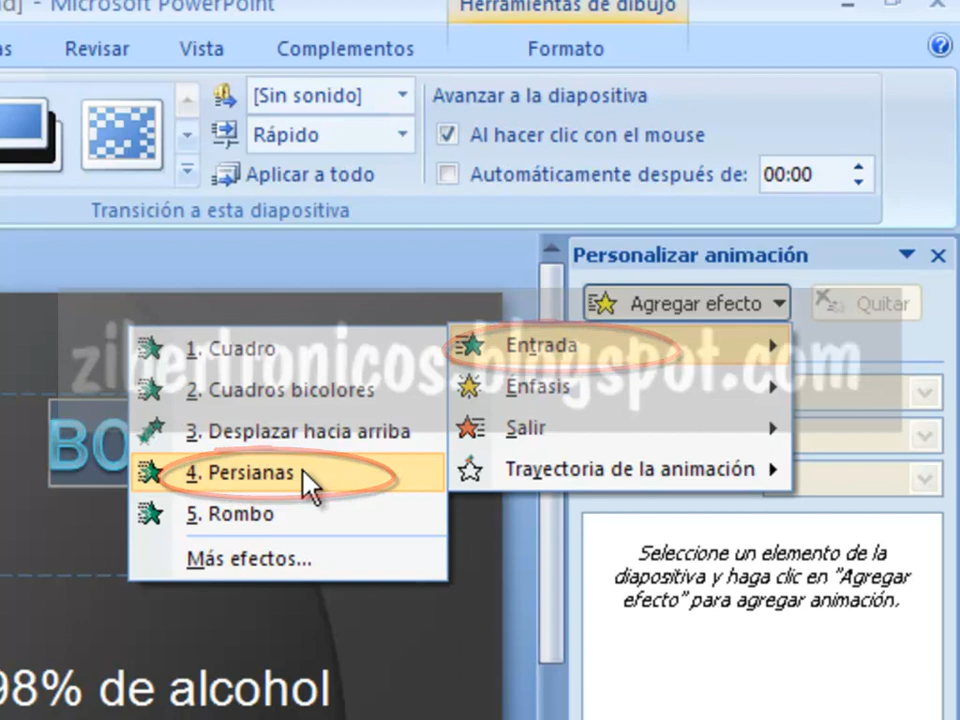 - Microsoft PowerPoint
Herramientas de dibujo
Revisar
Vista
Complementos
Formato
[Sin sonido]
Avanzar a la diapositiva
Rápido
Al hacer clic con el mouse
Aplicar a todo
Automáticamente después de: 00:00
Transición a esta diapositiva
Personalizar animación
Agregar efecto
Quitar
zibertronicos.blogspot.com
1. Cuadro
2. Cuadros bicolores
3. Desplazar hacia arriba
4. Persianas
5. Rombo
Más efectos...
Entrada
Énfasis
Salir
Trayectoria de la animación
BO
Seleccione un elemento de la
diapositiva y haga clic en "Agregar
efecto" para agregar animación.
98% de alcohol